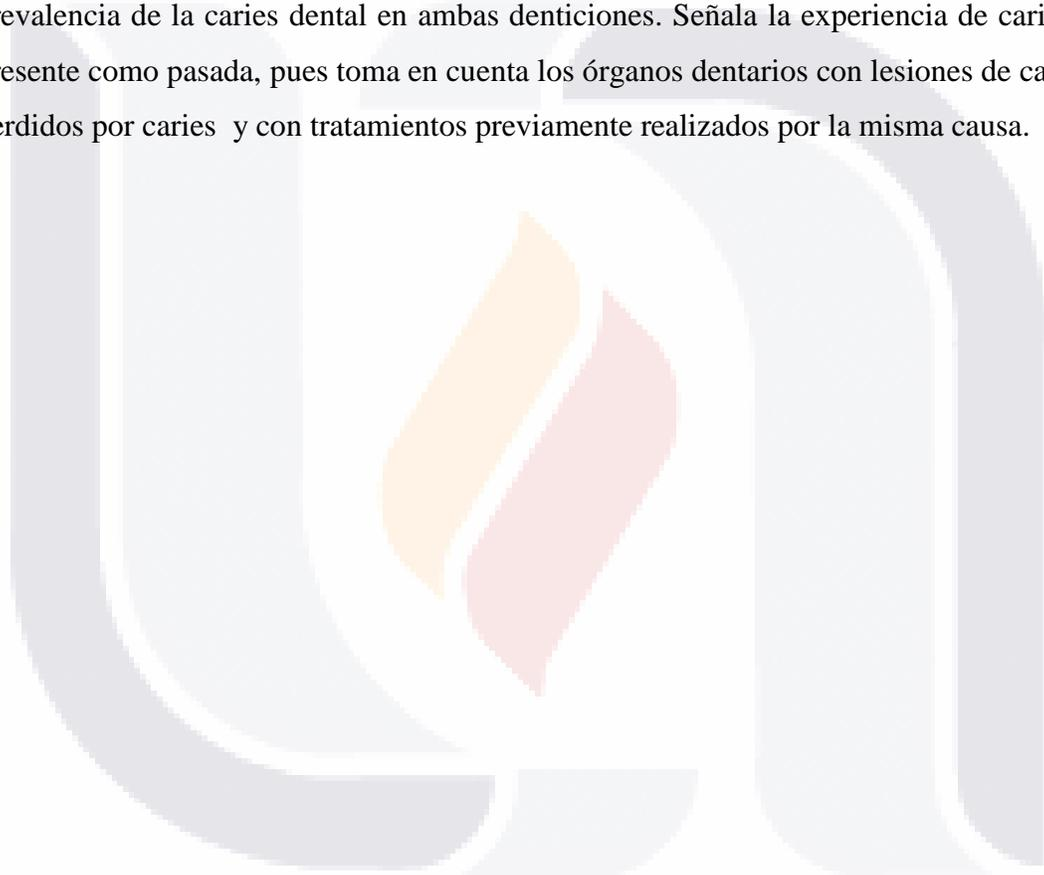 revalencia de la caries dental en ambas denticiones. Señala la experiencia de cari
resente como pasada, pues toma en cuenta los órganos dentarios con lesiones de ca
erdidos por caries y con tratamientos previamente realizados por la misma causa.